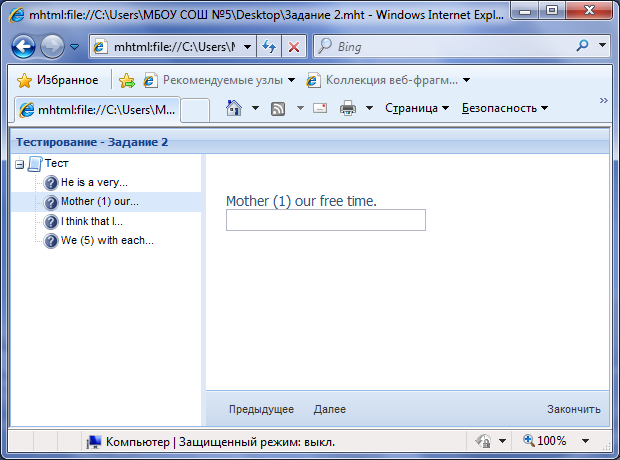 mhtml:file://C:\Users\МБОУ СОШ №5\Desktop\Задание 2.mht - Windows Internet Expl...
mhtml:file://C:\Users\M
Bing
Избранное
Рекомендуемые узлы
Коллекция веб-фрагм...
mhtml:file://C:\Users\M...
Страница
Безопасность
»
Тестирование - Задание 2
Тест
He is a very...
Mother (1) our...
I think that I...
We (5) with each...
Mother (1) our free time.
Предыдущее
Далее
Закончить
Компьютер | Защищенный режим: выкл.
100%